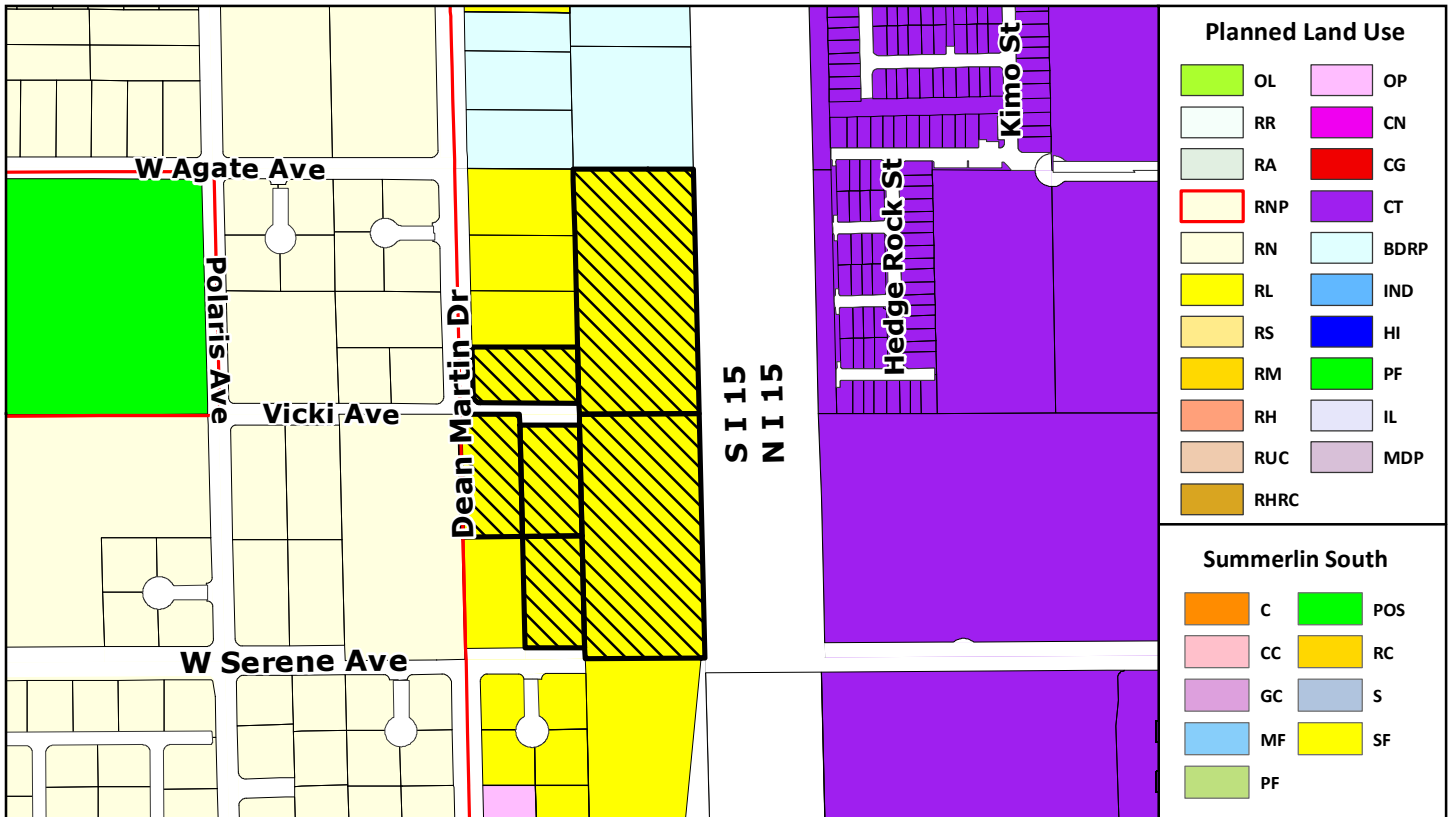 Kimo St
W Agate Ave
Hedge Rock St
Polaris Ave
Dean Martin Dr
S I 15
N I 15
Vicki Ave
W Serene Ave
Planned Land Use
OL OP
RR CN
RA CG
RNP CT
RN BDRP
RL IND
RS HI
RM PF
RH IL
RUC MDP
RHRC
Summerlin South
C POS
CC RC
GC S
MF SF
PF